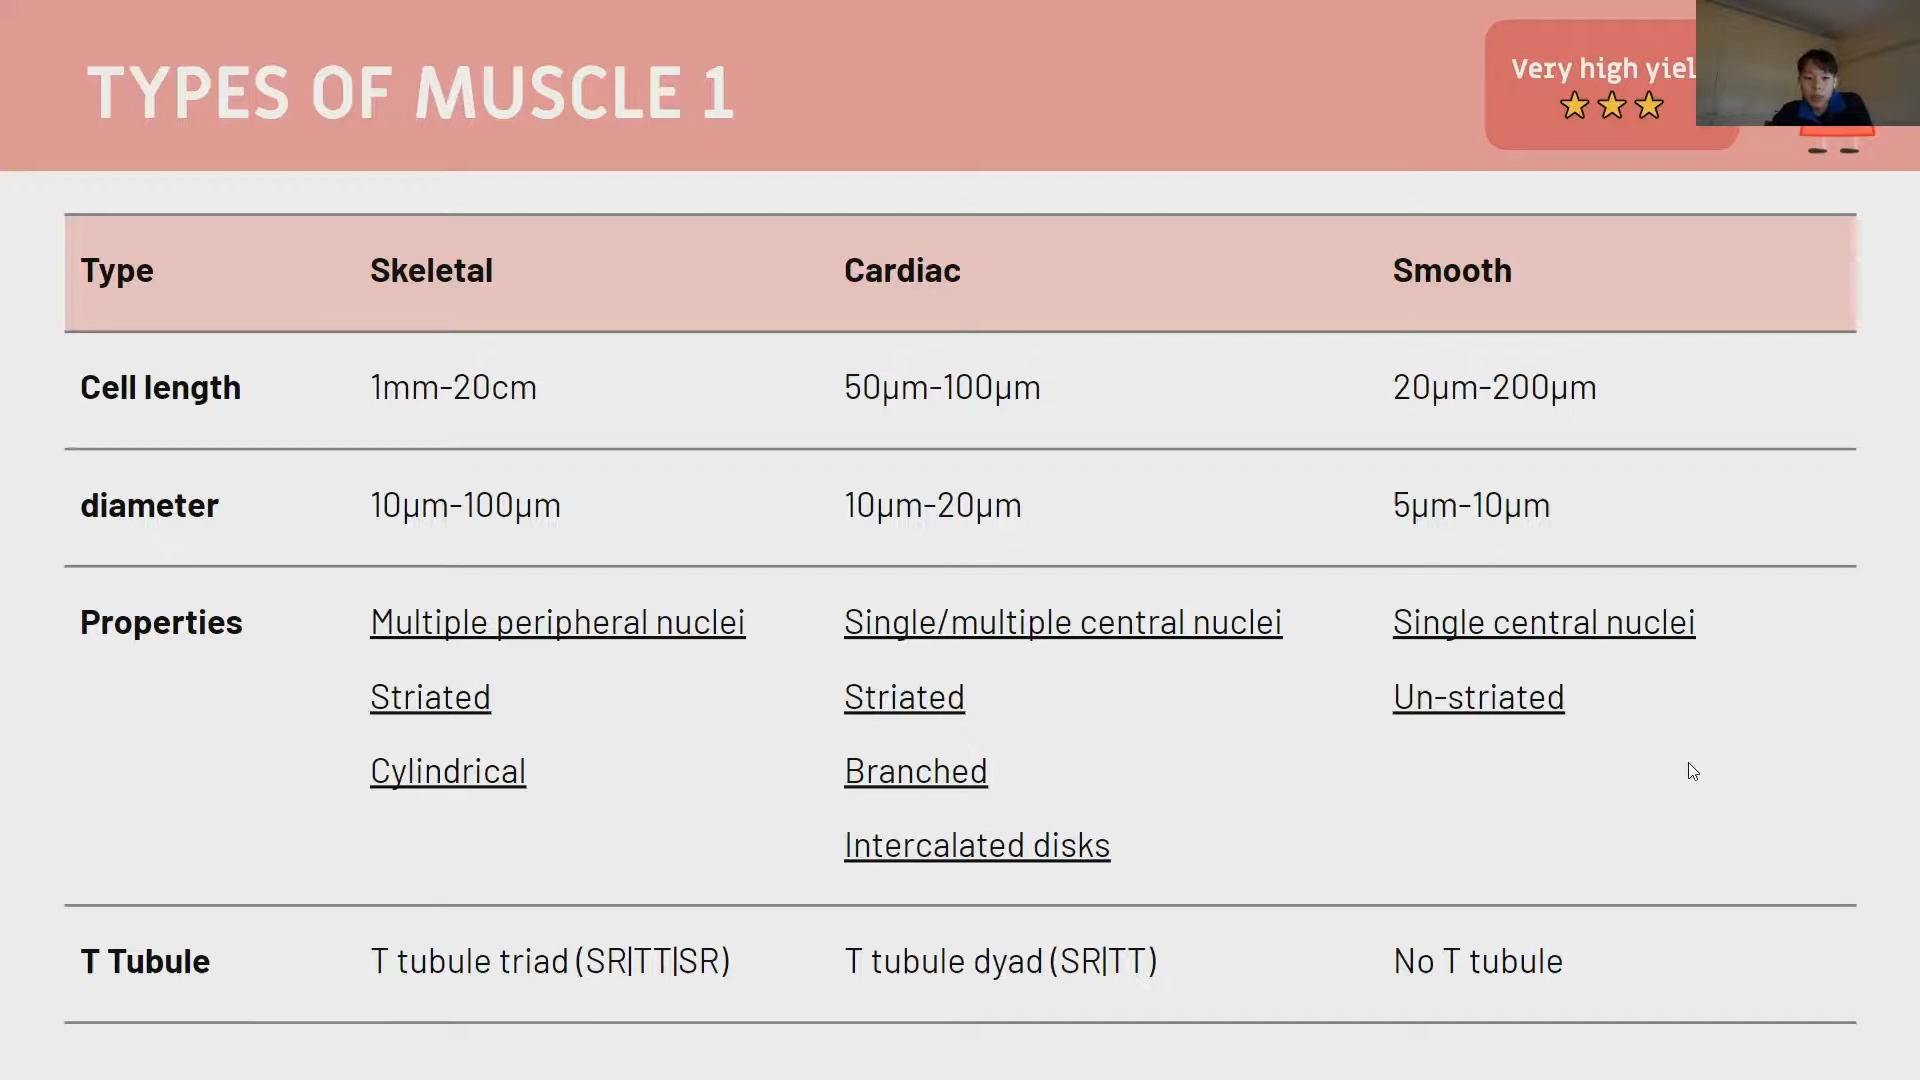 TYPES OF MUSCLE 1
Very high yiel
Type Skeletal Cardiac Smooth
Cell length 1mm-20cm 50µm-100µm 20µm-200µm
diameter 10µm-100µm 10µm-20µm 5µm-10µm
Properties Multiple peripheral nuclei Single/multiple central nuclei Single central nuclei
Striated Striated Un-striated
Cylindrical Branched
Intercalated disks
T Tubule T tubule triad (SR|TT|SR) T tubule dyad (SR|TT) No T tubule